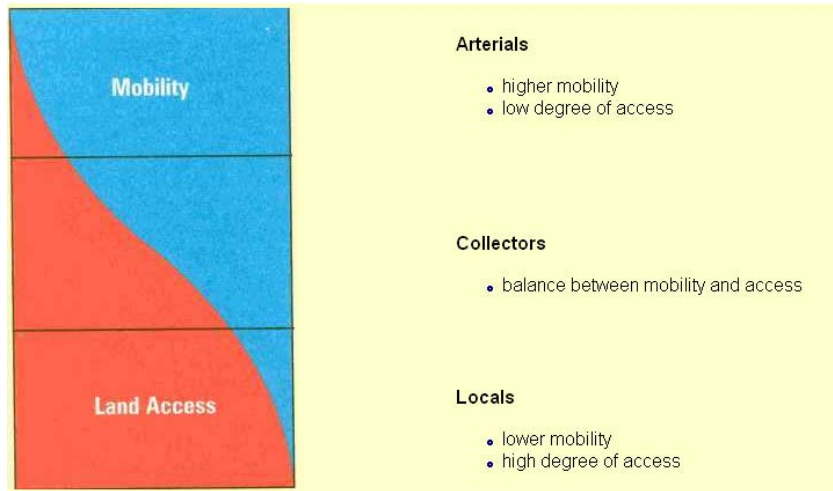 Mobility
Land Access
Arterials
higher mobility
low degree of access
Collectors
balance between mobility and access
Locals
lower mobility
high degree of access